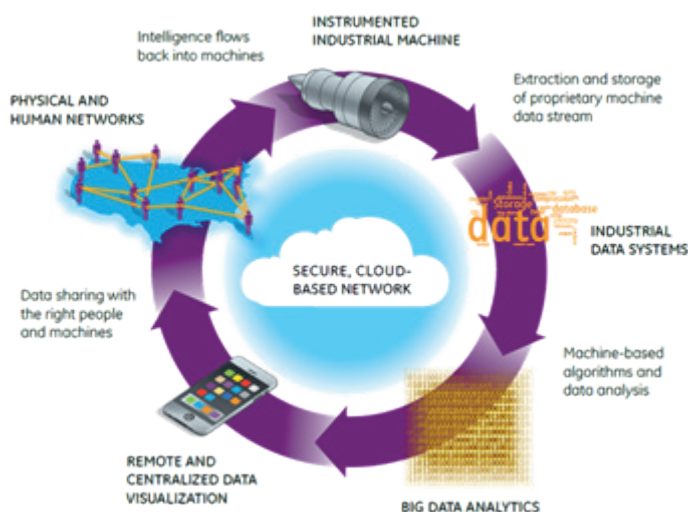 INSTRUMENTED
INDUSTRIAL MACHINE
Intelligence flows
back into machines
Extraction and storage
of proprietary machine
data stream
PHYSICAL AND
HUMAN NETWORKS
Storage
database
data
INDUSTRIAL
DATA SYSTEMS
SECURE, CLOUD-
BASED NETWORK
Data sharing with
the right people
and machines
Machine-based
algorithms and
data analysis
REMOTE AND
CENTRALIZED DATA
VISUALIZATION
BIG DATA ANALYTICS